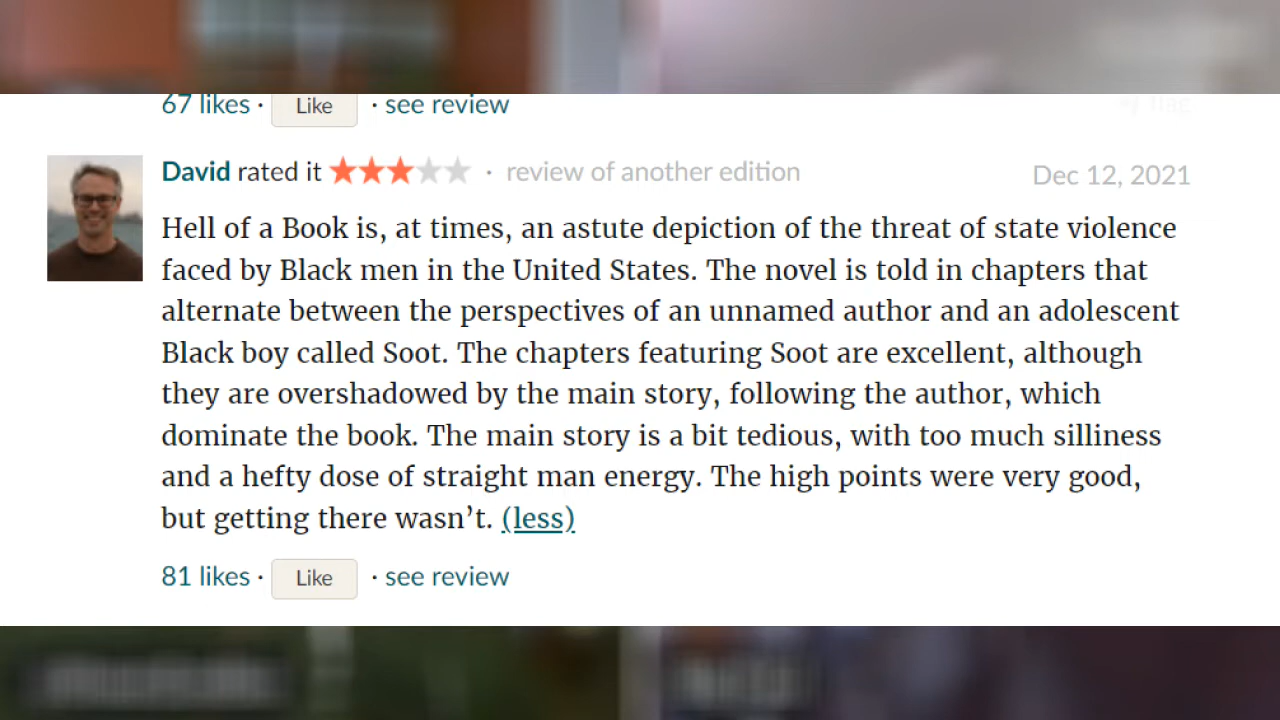 67 likes · Like · see review
flag
David rated it · review of another edition Dec 12, 2021
Hell of a Book is, at times, an astute depiction of the threat of state violence
faced by Black men in the United States. The novel is told in chapters that
alternate between the perspectives of an unnamed author and an adolescent
Black boy called Soot. The chapters featuring Soot are excellent, although
they are overshadowed by the main story, following the author, which
dominate the book. The main story is a bit tedious, with too much silliness
and a hefty dose of straight man energy. The high points were very good,
but getting there wasn’t. (less)
81 likes · Like · see review